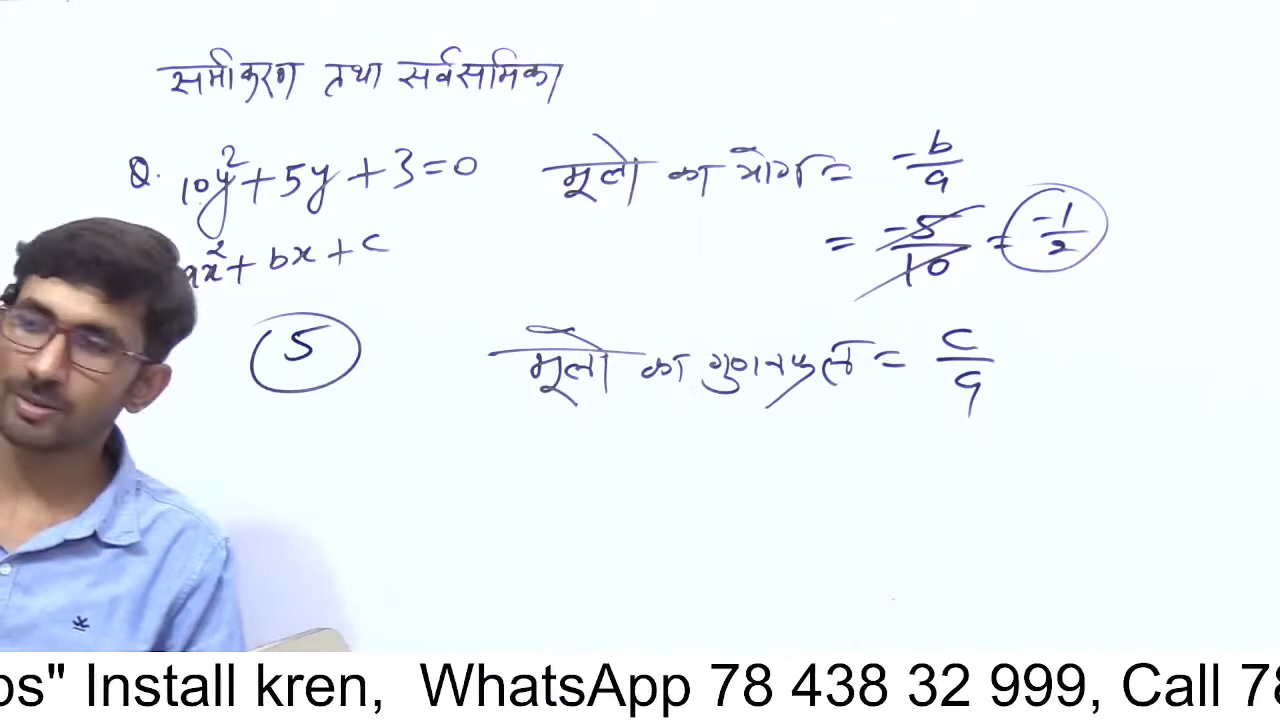 समीकरण तथा सर्वसमिका
Q. 10y²+5y+3=0
ax²+bx+c
5
मूलो का योग = -b/a
= -5/10 = -1/2
मूलो का गुणनफल = c/a
os" Install kren, WhatsApp 78 438 32 999, Call 78